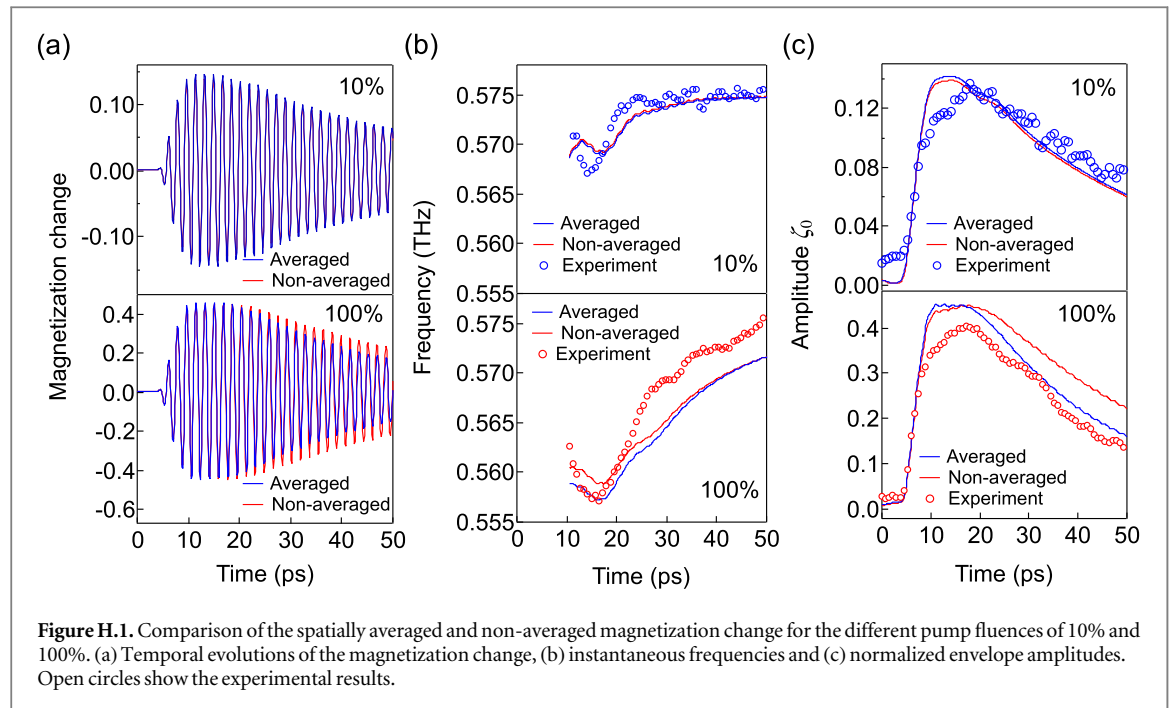 (a)
10%
0.10
0.00
-0.10
Averaged
Non-averaged
100%
0.4
0.2
0.0
-0.2
-0.4
-0.6
Averaged
Non-averaged
Magnetization change
0
10
20
30
40
50
Time (ps)
(b)
0.575
0.570
0.565
0.560
0.555
Averaged
Non-averaged
Experiment
10%
Averaged
Non-averaged
Experiment
0.575
0.570
0.565
0.560
0.555
100%
Frequency (THz)
0
10
20
30
40
50
Time (ps)
(c)
10%
0.12
0.08
0.04
0.00
Averaged
Non-averaged
Experiment
100%
0.4
0.3
0.2
0.1
0.0
Averaged
Non-averaged
Experiment
Amplitude ζ₀
0
10
20
30
40
50
Time (ps)
Figure H.1. Comparison of the spatially averaged and non-averaged magnetization change for the different pump fluences of 10% and
100%. (a) Temporal evolutions of the magnetization change, (b) instantaneous frequencies and (c) normalized envelope amplitudes.
Open circles show the experimental results.